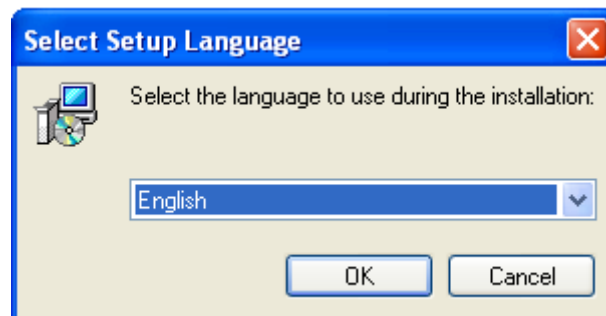 Select Setup Language
Select the language to use during the installation:
English
OK
Cancel